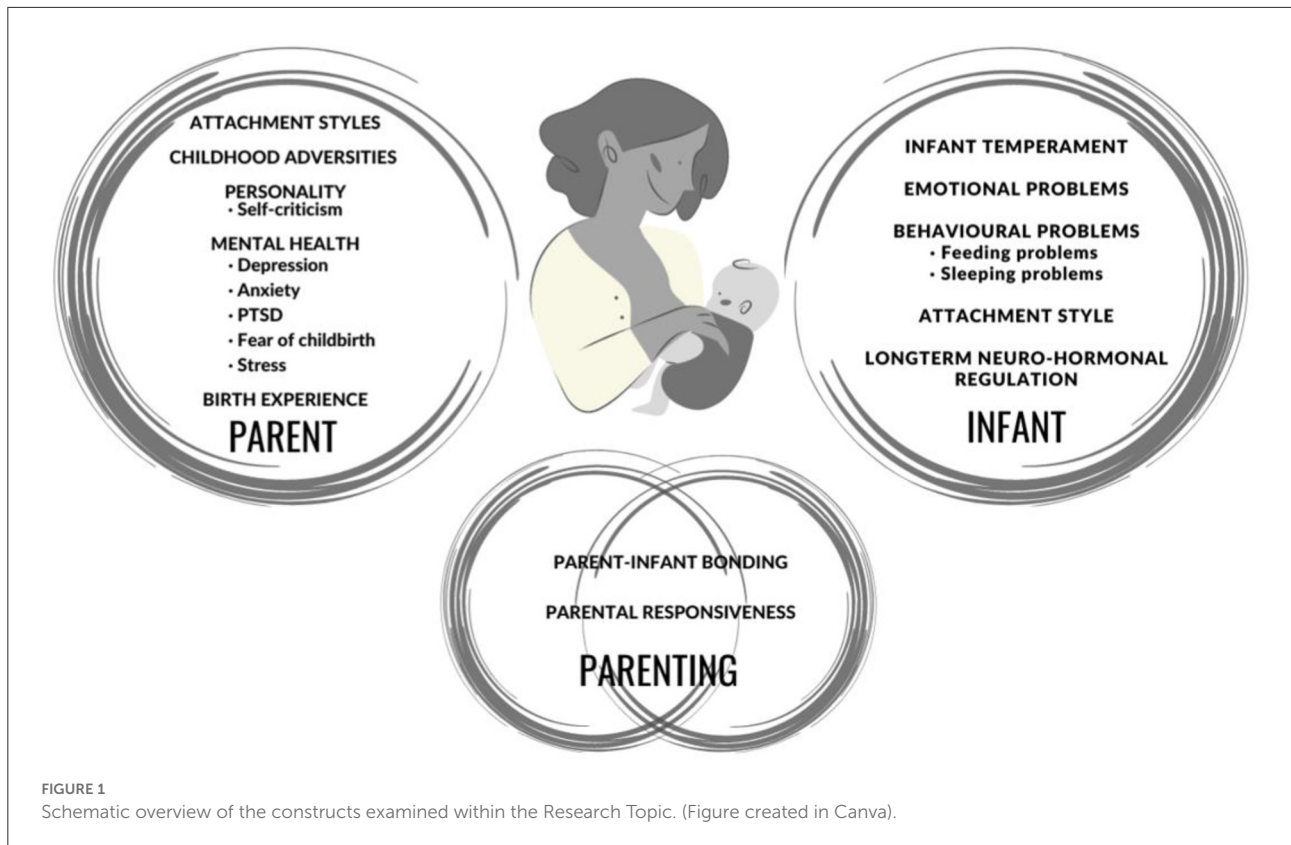 ATTACHMENT STYLES
CHILDHOOD ADVERSITIES
PERSONALITY
· Self-criticism
MENTAL HEALTH
· Depression
· Anxiety
· PTSD
· Fear of childbirth
· Stress
BIRTH EXPERIENCE
PARENT
INFANT TEMPERAMENT
EMOTIONAL PROBLEMS
BEHAVIOURAL PROBLEMS
· Feeding problems
· Sleeping problems
ATTACHMENT STYLE
LONGTERM NEURO-HORMONAL
REGULATION
INFANT
PARENT-INFANT BONDING
PARENTAL RESPONSIVENESS
PARENTING
FIGURE 1
Schematic overview of the constructs examined within the Research Topic. (Figure created in Canva).